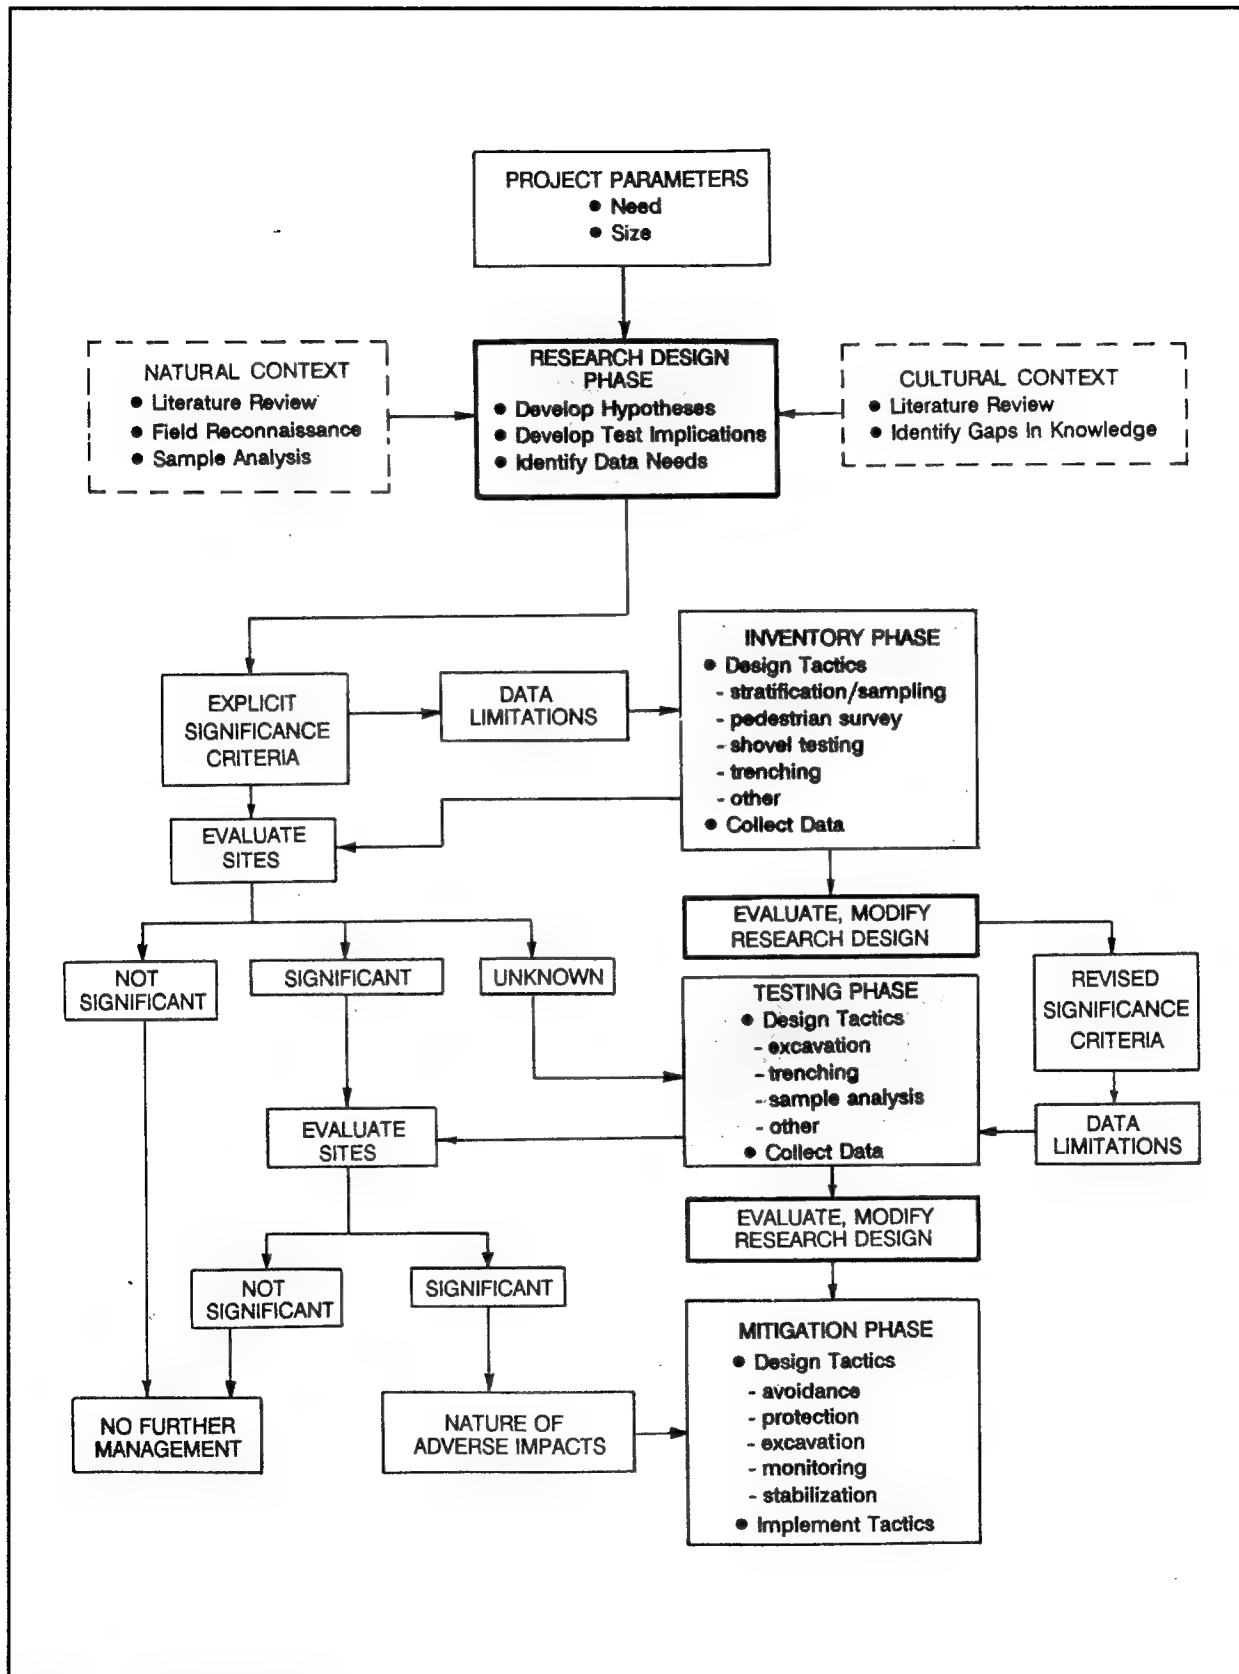 PROJECT PARAMETERS
● Need
● Size
NATURAL CONTEXT
● Literature Review
● Field Reconnaissance
● Sample Analysis
RESEARCH DESIGN
PHASE
● Develop Hypotheses
● Develop Test Implications
● Identify Data Needs
CULTURAL CONTEXT
● Literature Review
● Identify Gaps In Knowledge
EXPLICIT
SIGNIFICANCE
CRITERIA
DATA
LIMITATIONS
INVENTORY PHASE
● Design Tactics
- stratification/sampling
- pedestrian survey
- shovel testing
- trenching
- other
● Collect Data
EVALUATE
SITES
EVALUATE, MODIFY
RESEARCH DESIGN
NOT
SIGNIFICANT
SIGNIFICANT
UNKNOWN
TESTING PHASE
● Design Tactics
- excavation
- trenching
- sample analysis
- other
● Collect Data
REVISED
SIGNIFICANCE
CRITERIA
DATA
LIMITATIONS
EVALUATE
SITES
EVALUATE, MODIFY
RESEARCH DESIGN
NOT
SIGNIFICANT
SIGNIFICANT
MITIGATION PHASE
● Design Tactics
- avoidance
- protection
- excavation
- monitoring
- stabilization
● Implement Tactics
NO FURTHER
MANAGEMENT
NATURE OF
ADVERSE IMPACTS